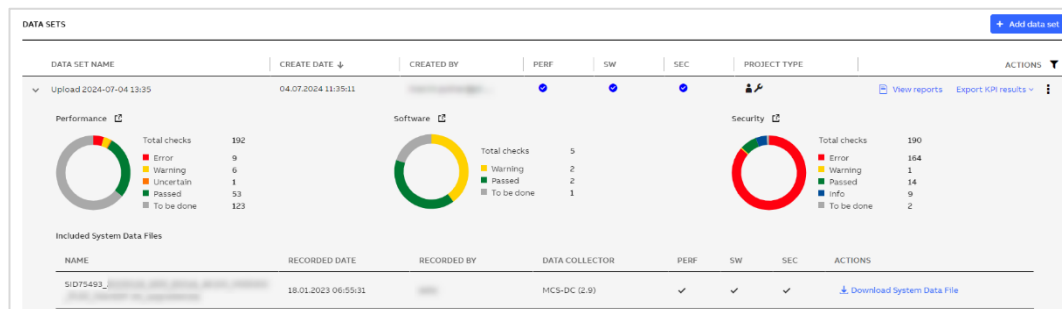 DATA SETS
+ Add data set
DATA SET NAME CREATE DATE ↓ CREATED BY PERF SW SEC PROJECT TYPE ACTIONS
Upload 2024-07-04 13:35 04.07.2024 11:35:11 View reports Export KPI results
Performance Software Security
Total checks 192
Error 9
Warning 6
Uncertain 1
Passed 53
To be done 123
Total checks 5
Warning 2
Passed 2
To be done 1
Total checks 190
Error 164
Warning 1
Passed 14
Info 9
To be done 2
Included System Data Files
NAME RECORDED DATE RECORDED BY DATA COLLECTOR PERF SW SEC ACTIONS
SID75493_ 18.01.2023 06:55:31 MCS-DC (2.9) Download System Data File